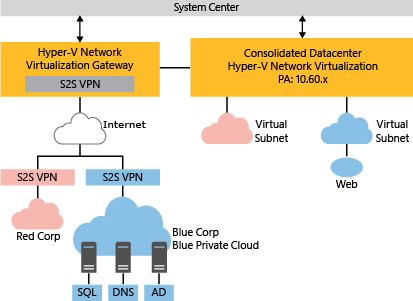 System Center
Hyper-V Network
Virtualization Gateway
S2S VPN
Consolidated Datacenter
Hyper-V Network Virtualization
PA: 10.60.x
Internet
Virtual
Subnet
Virtual
Subnet
Web
S2S VPN
S2S VPN
Red Corp
Blue Corp
Blue Private Cloud
SQL
DNS
AD